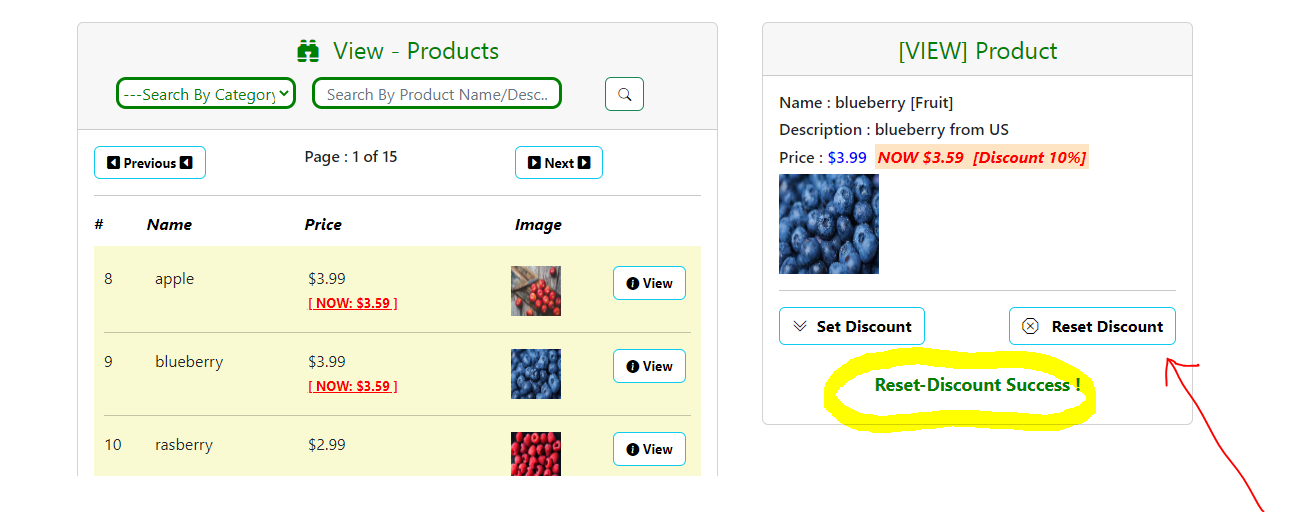 View - Products
---Search By Category
Search By Product Name/Desc..
Previous
Page : 1 of 15
Next
# Name Price Image
8 apple $3.99 View
[ NOW: $3.59 ]
9 blueberry $3.99 View
[ NOW: $3.59 ]
10 rasberry $2.99 View
[VIEW] Product
Name : blueberry [Fruit]
Description : blueberry from US
Price : $3.99 NOW $3.59 [Discount 10%]
Set Discount Reset Discount
Reset-Discount Success !